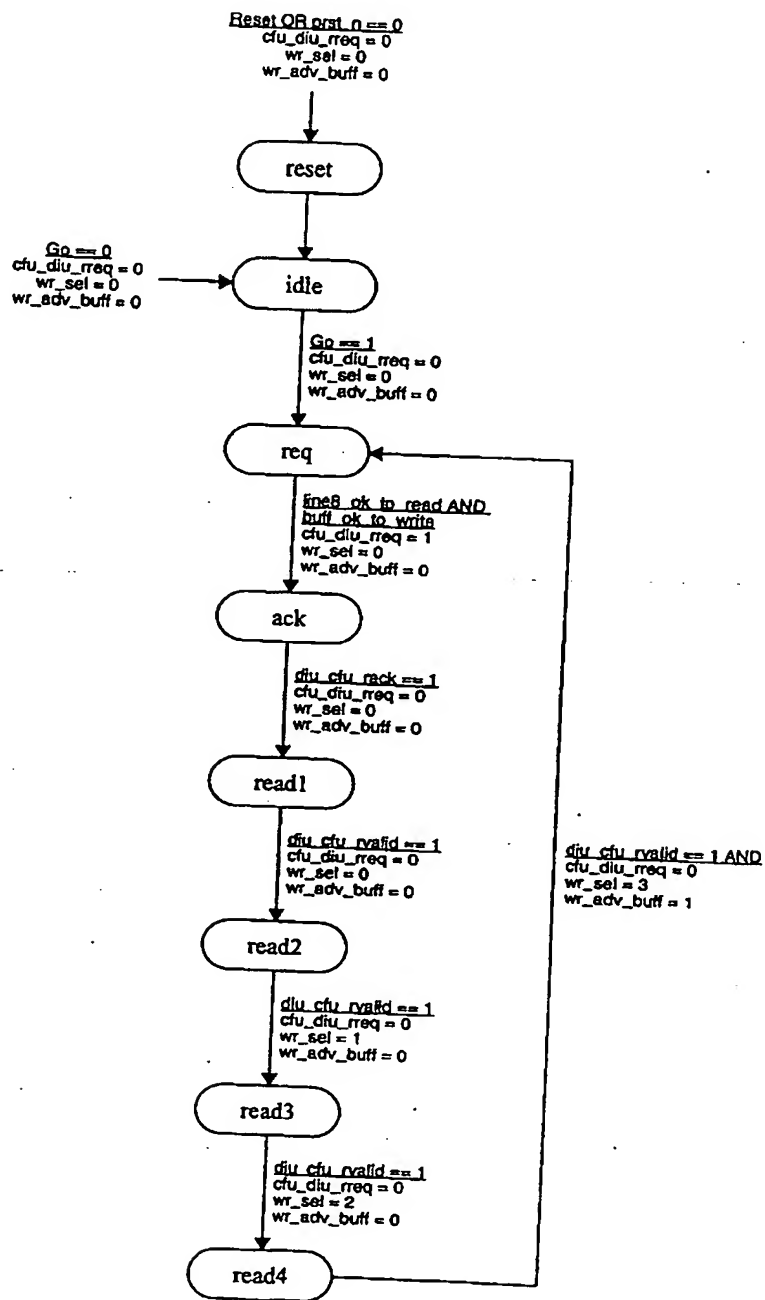 Reset OR prst_n == 0
cfu_diu_rreq = 0
wr_sel = 0
wr_adv_buff = 0
reset
Go == 0
cfu_diu_rreq = 0
wr_sel = 0
wr_adv_buff = 0
idle
Go == 1
cfu_diu_rreq = 0
wr_sel = 0
wr_adv_buff = 0
req
line8_ok_to_read AND
buff_ok_to_write
cfu_diu_rreq = 1
wr_sel = 0
wr_adv_buff = 0
ack
diu_cfu_rack == 1
cfu_diu_rreq = 0
wr_sel = 0
wr_adv_buff = 0
read1
diu_cfu_rvalid == 1
cfu_diu_rreq = 0
wr_sel = 0
wr_adv_buff = 0
diu_cfu_rvalid == 1 AND
cfu_diu_rreq = 0
wr_sel = 3
wr_adv_buff = 1
read2
diu_cfu_rvalid == 1
cfu_diu_rreq = 0
wr_sel = 1
wr_adv_buff = 0
read3
diu_cfu_rvalid == 1
cfu_diu_rreq = 0
wr_sel = 2
wr_adv_buff = 0
read4